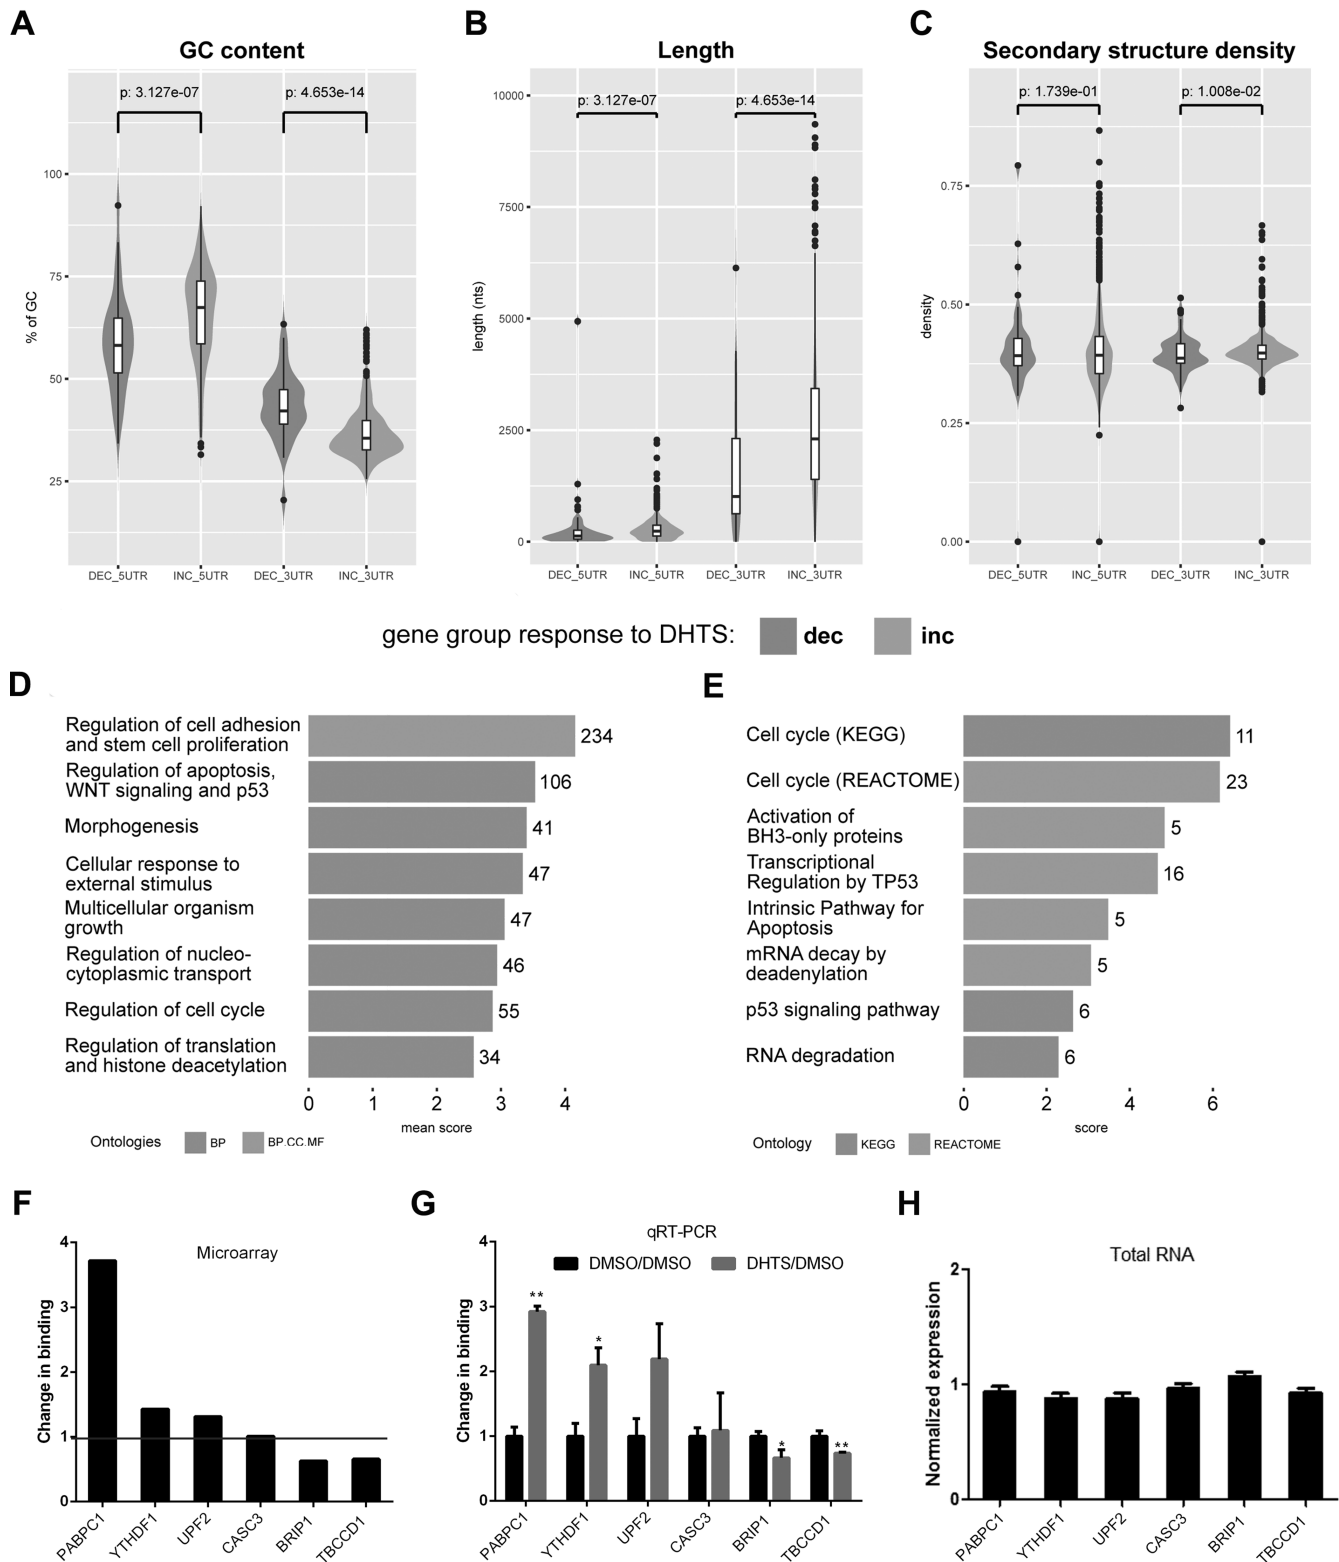 A
GC content
p: 3.127e-07
p: 4.653e-14
100
75
50
25
% of GC
DEC_5UTR
INC_5UTR
DEC_3UTR
INC_3UTR
B
Length
p: 3.127e-07
p: 4.653e-14
10000
7500
5000
2500
0
length (nts)
DEC_5UTR
INC_5UTR
DEC_3UTR
INC_3UTR
C
Secondary structure density
p: 1.739e-01
p: 1.008e-02
0.75
0.50
0.25
0.00
density
DEC_5UTR
INC_5UTR
DEC_3UTR
INC_3UTR
gene group response to DHTS: dec inc
D
Regulation of cell adhesion
and stem cell proliferation
234
Regulation of apoptosis,
WNT signaling and p53
106
Morphogenesis
41
Cellular response to
external stimulus
47
Multicellular organism
growth
47
Regulation of nucleo-
cytoplasmic transport
46
Regulation of cell cycle
55
Regulation of translation
and histone deacetylation
34
0 1 2 3 4
mean score
Ontologies BP BP.CC.MF
E
Cell cycle (KEGG)
11
Cell cycle (REACTOME)
23
Activation of
BH3-only proteins
5
Transcriptional
Regulation by TP53
16
Intrinsic Pathway for
Apoptosis
5
mRNA decay by
deadenylation
5
p53 signaling pathway
6
RNA degradation
6
0 2 4 6
score
Ontology KEGG REACTOME
F
Microarray
4
3
2
1
0
Change in binding
PABPC1
YTHDF1
UPF2
CASC3
BRIP1
TBCCD1
G
qRT-PCR
DMSO/DMSO DHTS/DMSO
4
3
2
1
0
Change in binding
**
*
*
**
PABPC1
YTHDF1
UPF2
CASC3
BRIP1
TBCCD1
H
Total RNA
2
1
0
Normalized expression
PABPC1
YTHDF1
UPF2
CASC3
BRIP1
TBCCD1